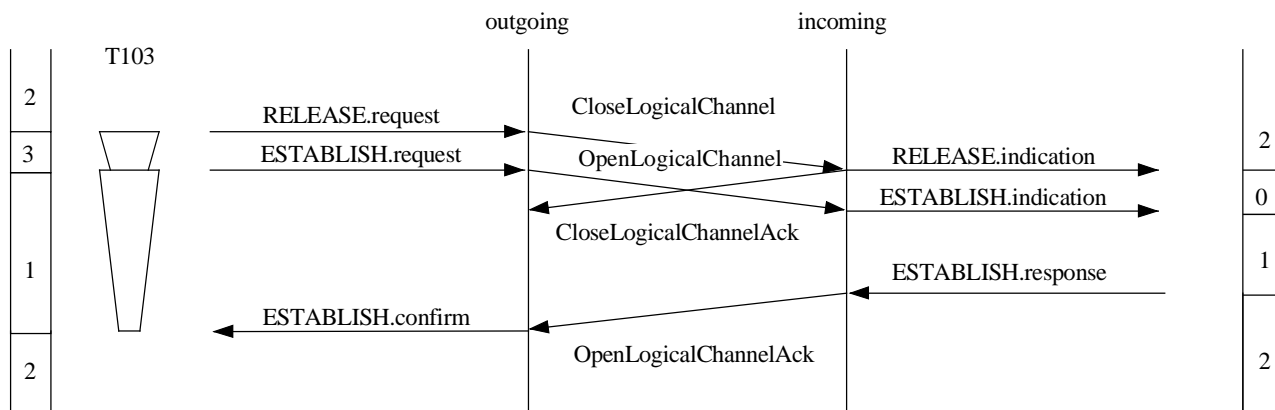 outgoing incoming
T103
2
CloseLogicalChannel
RELEASE.request
2
3
ESTABLISH.request
OpenLogicalChannel
RELEASE.indication
ESTABLISH.indication
0
CloseLogicalChannelAck
1
ESTABLISH.response
1
ESTABLISH.confirm
OpenLogicalChannelAck
2
2